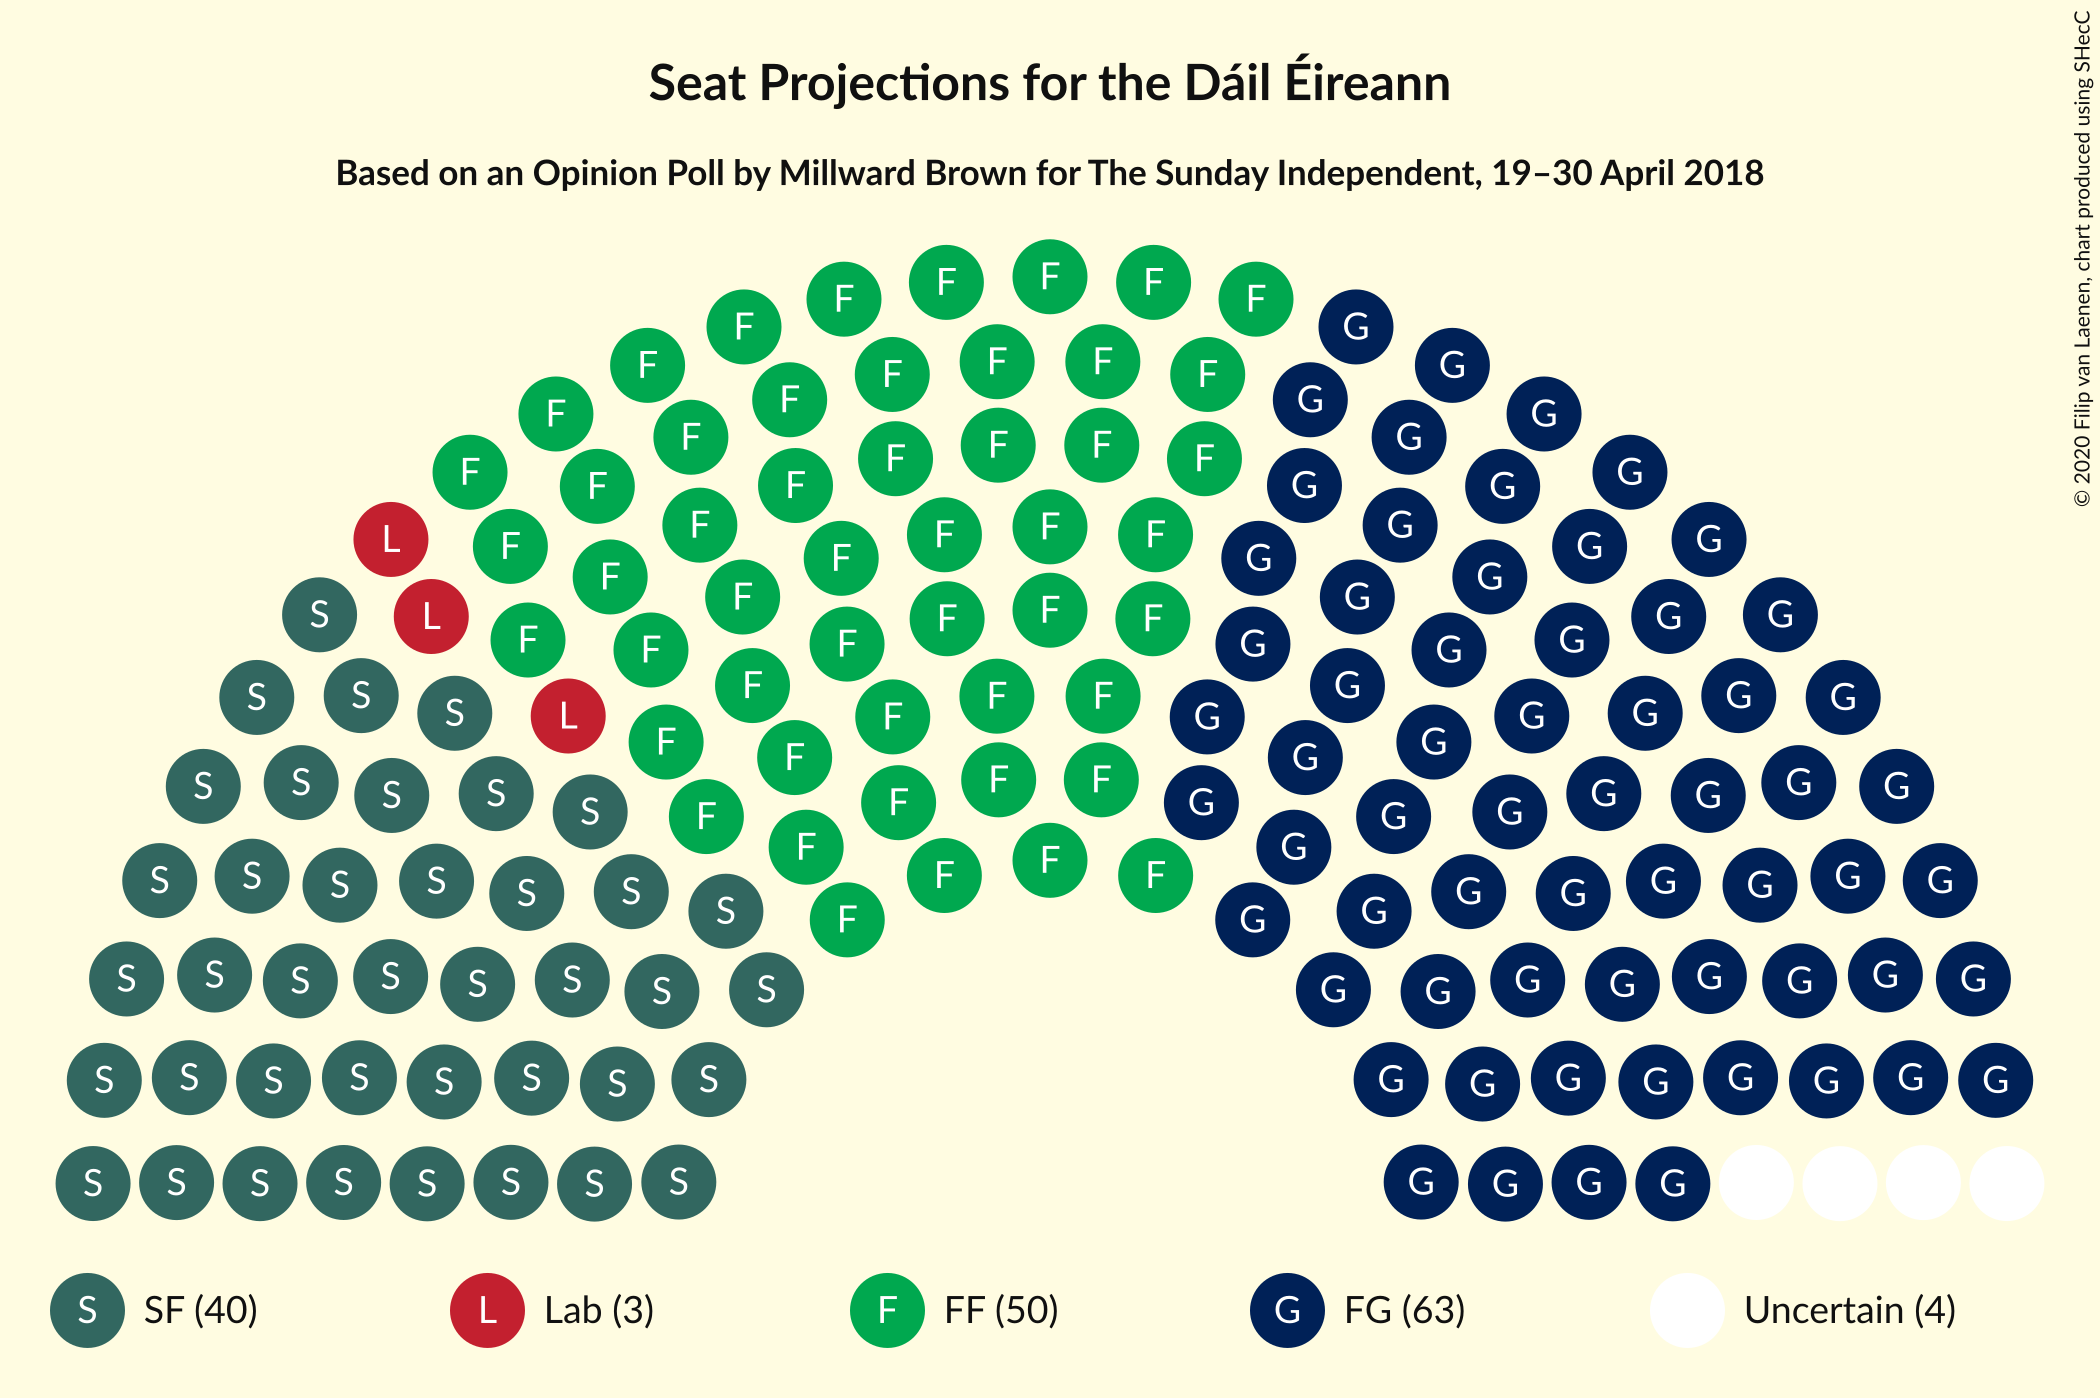 Seat Projections for the Dáil Éireann
Based on an Opinion Poll by Millward Brown for The Sunday Independent, 19–30 April 2018
© 2020 Filip van Laenen, chart produced using SHecC
F F F F F
F F G
F F F F F G
F F G G
F F F F F G G
L F F F G G G
F F F F F G G G
S L F F F F F G G G G
S S S F F F F F G G G G G
S L F F F G G G G
S S S S S F F F F G G G G G G
S S S S S S S F F F F G G G G G G G G
S S S S S S S S F G G G G G G G G G
S S S S S S S S G G G G G G G G
S S S S S S S S G G G G
S SF (40) L Lab (3) F FF (50) G FG (63) Uncertain (4)